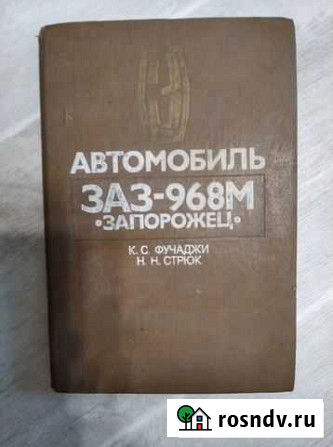 АВТОМОБИЛЬ
ЗАЗ-968М
•ЗАПОРОЖЕЦ•
К. С. ФУЧАДЖИ
Н. Н. СТРЮК
rosndv.ru